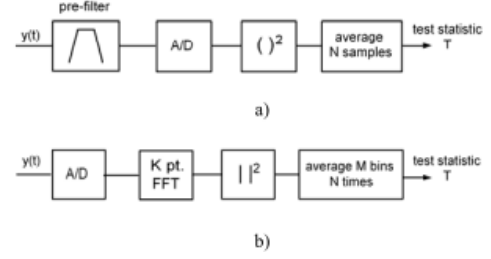 pre-filter
y(t)
A/D
( )²
average
N samples
test statistic
T
a)
y(t)
A/D
K pt.
FFT
| |²
average M bins
N times
test statistic
T
b)